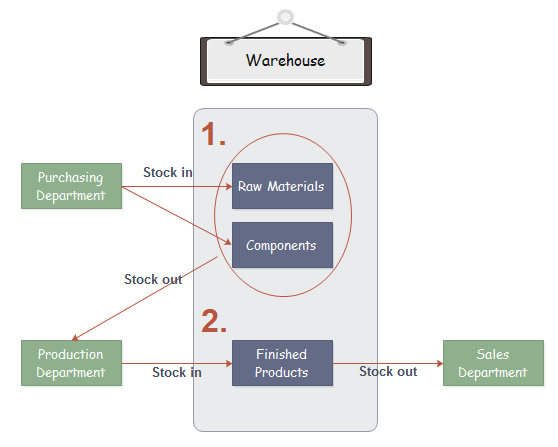 Warehouse
1.
Purchasing
Department
Stock in
Raw Materials
Components
Stock out
2.
Production
Department
Stock in
Finished
Products
Stock out
Sales
Department